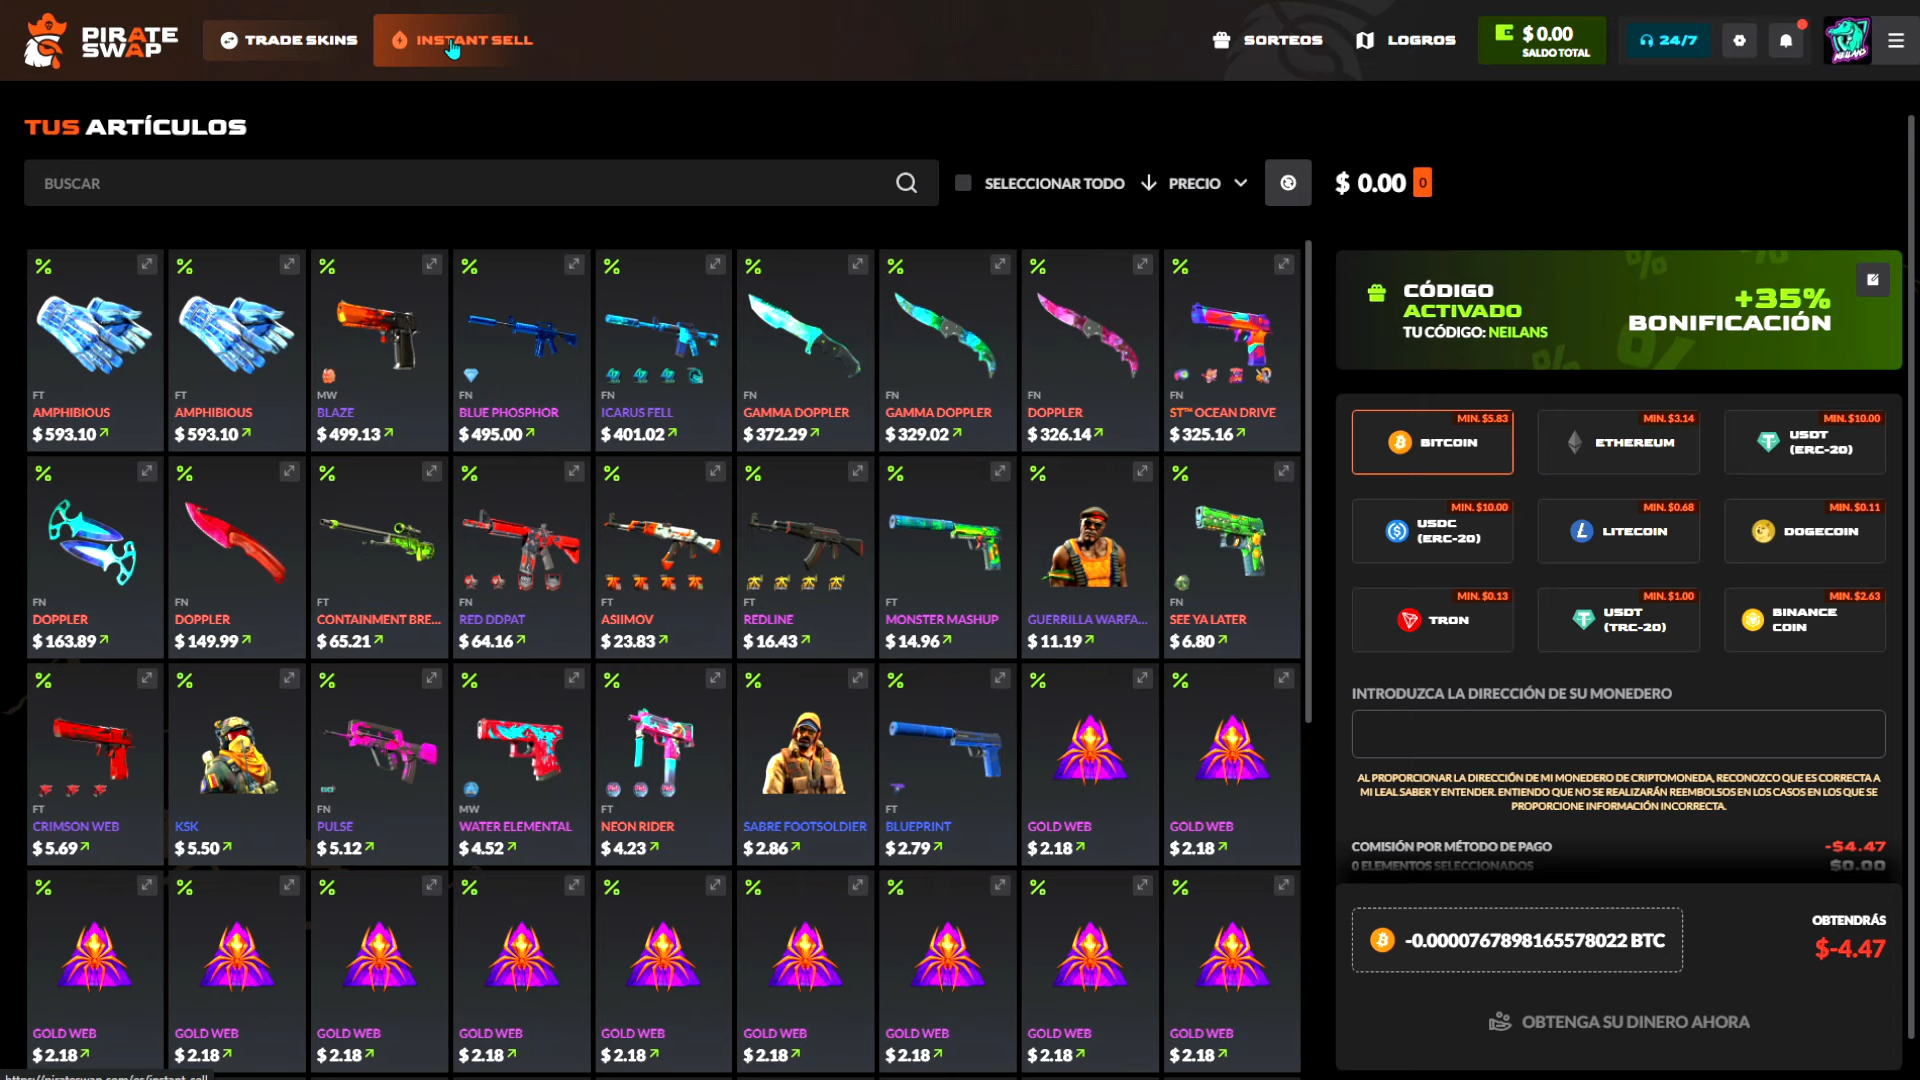 PIRATE SWAP
TRADE SKINS
INSTANT SELL
SORTEOS
LOGROS
$ 0.00
SALDO TOTAL
24/7
TUS ARTÍCULOS
BUSCAR
SELECCIONAR TODO
PRECIO
$ 0.00
0
FT
AMPHIBIOUS
$ 593.10
FT
AMPHIBIOUS
$ 593.10
MW
BLAZE
$ 499.13
FN
BLUE PHOSPHOR
$ 495.00
FN
ICARUS FELL
$ 401.02
FN
GAMMA DOPPLER
$ 372.29
FN
GAMMA DOPPLER
$ 329.02
FN
DOPPLER
$ 326.14
FN
ST™ OCEAN DRIVE
$ 325.16
FN
DOPPLER
$ 163.89
FN
DOPPLER
$ 149.99
FT
CONTAINMENT BRE...
$ 65.21
FN
RED DDPAT
$ 64.16
FT
ASIIMOV
$ 23.83
FT
REDLINE
$ 16.43
FT
MONSTER MASHUP
$ 14.96
GUERRILLA WARFA...
$ 11.19
FN
SEE YA LATER
$ 6.80
FT
CRIMSON WEB
$ 5.69
KSK
$ 5.50
FN
PULSE
$ 5.12
MW
WATER ELEMENTAL
$ 4.52
FT
NEON RIDER
$ 4.23
SABRE FOOTSOLDIER
$ 2.86
FT
BLUEPRINT
$ 2.79
GOLD WEB
$ 2.18
GOLD WEB
$ 2.18
GOLD WEB
$ 2.18
GOLD WEB
$ 2.18
GOLD WEB
$ 2.18
GOLD WEB
$ 2.18
GOLD WEB
$ 2.18
GOLD WEB
$ 2.18
GOLD WEB
$ 2.18
GOLD WEB
$ 2.18
GOLD WEB
$ 2.18
CÓDIGO
ACTIVADO
TU CÓDIGO: NEILANS
+35%
BONIFICACIÓN
MIN. $5.83
BITCOIN
MIN. $3.14
ETHEREUM
MIN. $10.00
USDT
(ERC-20)
MIN. $10.00
USDC
(ERC-20)
MIN. $0.68
LITECOIN
MIN. $0.11
DOGECOIN
MIN. $0.13
TRON
MIN. $1.00
USDT
(TRC-20)
MIN. $2.63
BINANCE
COIN
INTRODUZCA LA DIRECCIÓN DE SU MONEDERO
AL PROPORCIONAR LA DIRECCIÓN DE MI MONEDERO DE CRIPTOMONEDA, RECONOZCO QUE ES CORRECTA A
MI LEAL SABER Y ENTENDER. ENTIENDO QUE NO SE REALIZARÁN REEMBOLSOS EN LOS CASOS EN LOS QUE SE
PROPORCIONE INFORMACIÓN INCORRECTA.
COMISIÓN POR MÉTODO DE PAGO -$4.47
0 ELEMENTOS SELECCIONADOS $0.00
-0.0000767898165578022 BTC
OBTENDRÁS
$-4.47
OBTENGA SU DINERO AHORA